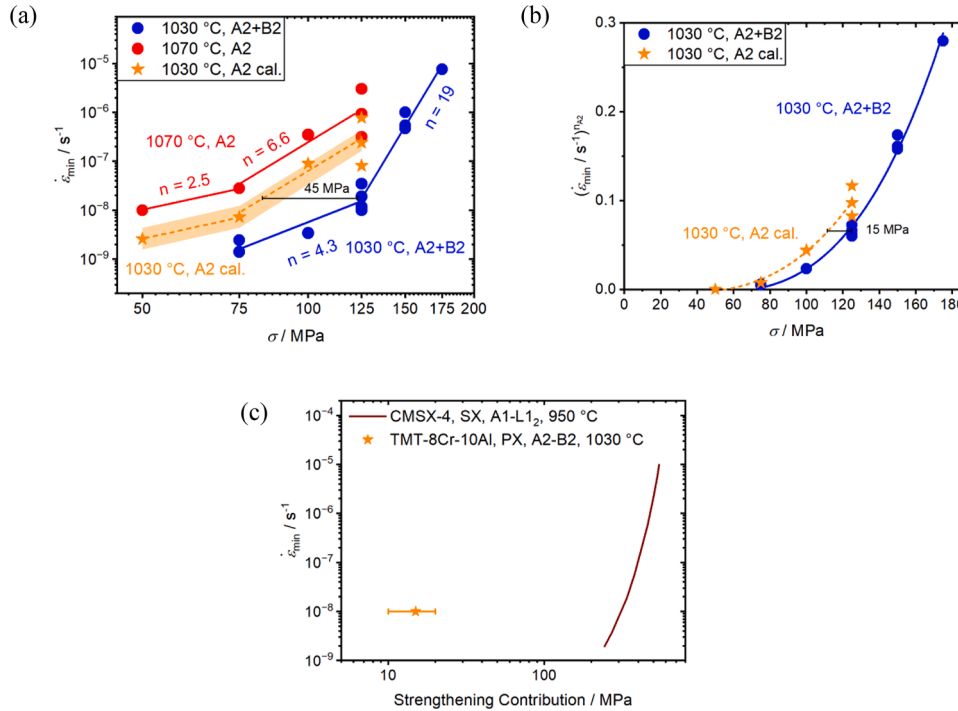 (a)
1030 °C, A2+B2
1070 °C, A2
1030 °C, A2 cal.
10⁻⁵
10⁻⁶
10⁻⁷
10⁻⁸
10⁻⁹
ε̇min / s⁻¹
1070 °C, A2
n = 2.5
n = 6.6
n = 19
45 MPa
n = 4.3
1030 °C, A2+B2
1030 °C, A2 cal.
50 75 100 125 150 175 200
σ / MPa
(b)
1030 °C, A2+B2
1030 °C, A2 cal.
0.3
0.2
0.1
0.0
(ε̇min / s⁻¹)ⁿA2
1030 °C, A2+B2
1030 °C, A2 cal.
15 MPa
0 20 40 60 80 100 120 140 160 180
σ / MPa
(c)
CMSX-4, SX, A1-L1₂, 950 °C
TMT-8Cr-10Al, PX, A2-B2, 1030 °C
10⁻⁴
10⁻⁵
10⁻⁶
10⁻⁷
10⁻⁸
10⁻⁹
ε̇min / s⁻¹
10 100
Strengthening Contribution / MPa